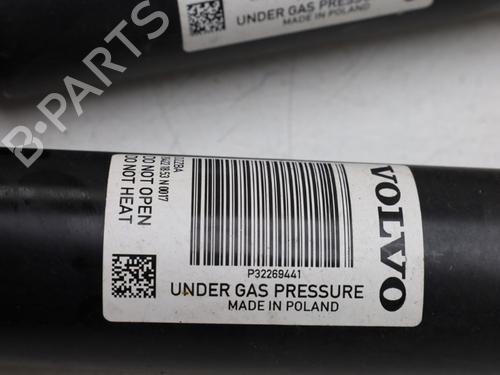 UNDER GAS PRESSURE
MADE IN POLAND
B-PARTS
DO NOT OPEN
DO NOT HEAT
P32269441
UNDER GAS PRESSURE
MADE IN POLAND
VOLVO